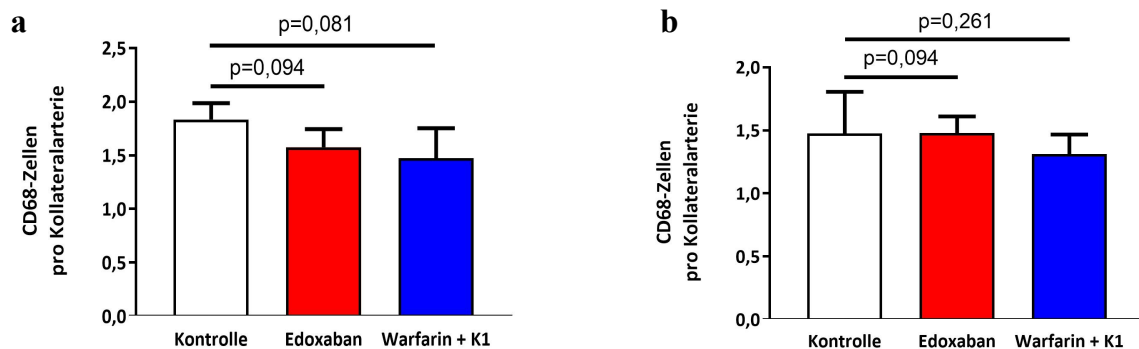 a
p=0,081
p=0,094
2,5
2,0
1,5
1,0
0,5
0,0
CD68-Zellen
pro Kollateralarterie
Kontrolle
Edoxaban
Warfarin + K1
b
p=0,261
p=0,094
2,0
1,5
1,0
0,5
0,0
CD68-Zellen
pro Kollateralarterie
Kontrolle
Edoxaban
Warfarin + K1